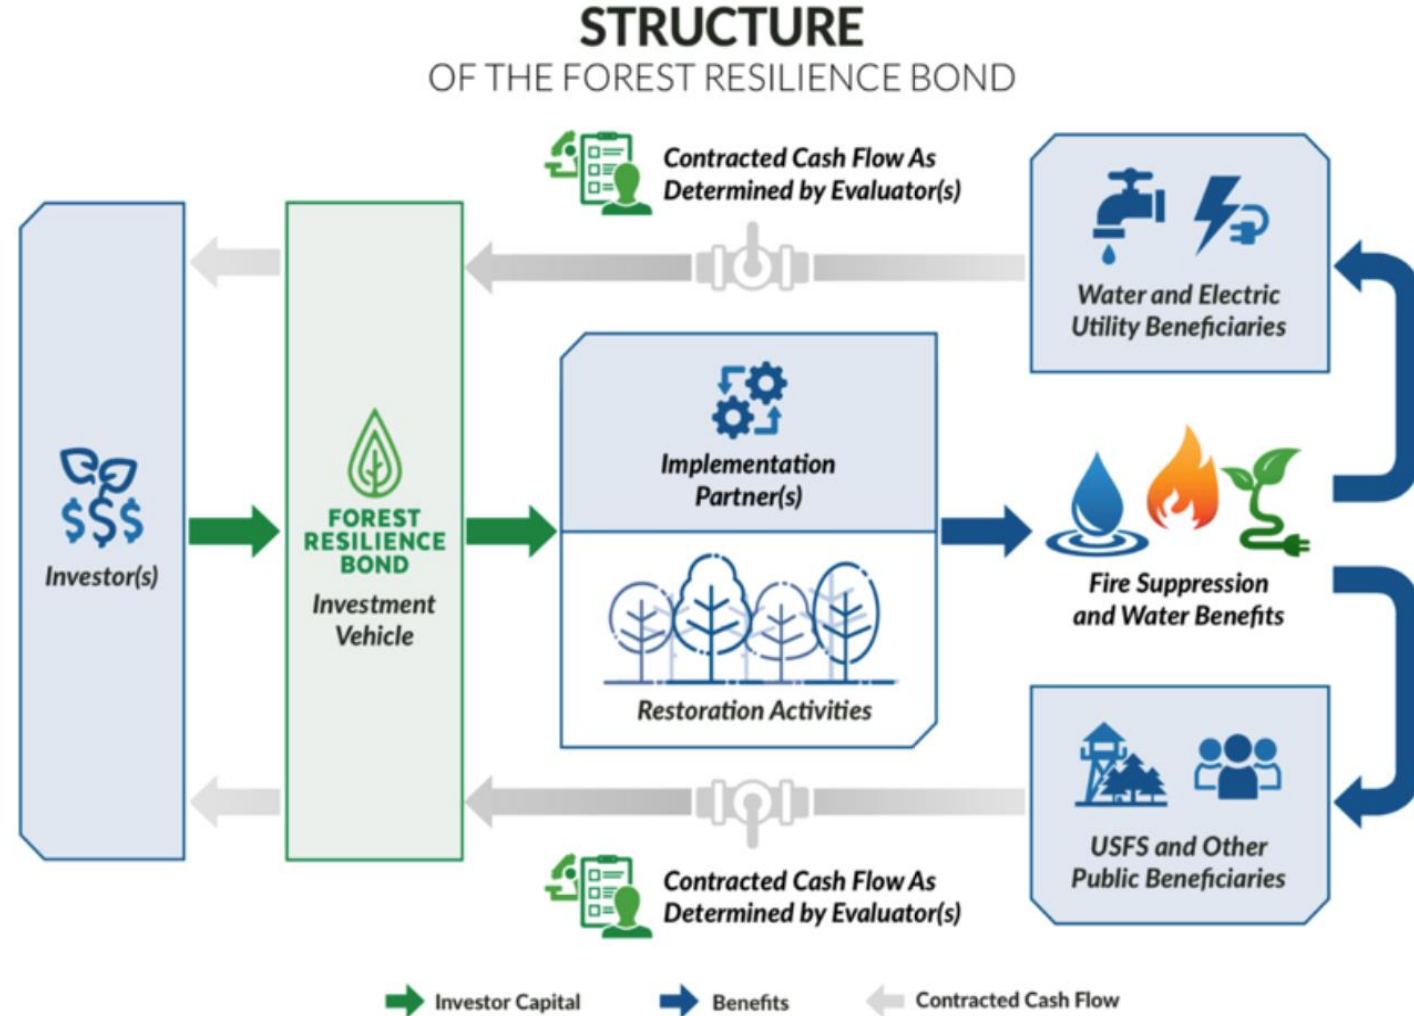 STRUCTURE
OF THE FOREST RESILIENCE BOND
Contracted Cash Flow As
Determined by Evaluator(s)
Water and Electric
Utility Beneficiaries
Implementation
Partner(s)
$$$
Investor(s)
FOREST
RESILIENCE
BOND
Investment
Vehicle
Fire Suppression
and Water Benefits
Restoration Activities
USFS and Other
Public Beneficiaries
Contracted Cash Flow As
Determined by Evaluator(s)
Investor Capital
Benefits
Contracted Cash Flow